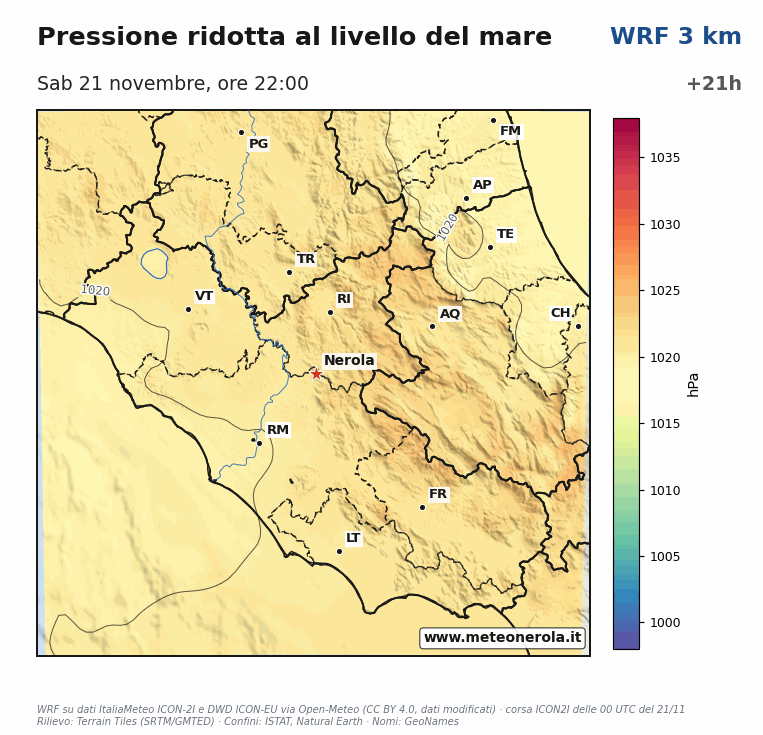 Pressione ridotta al livello del mare
WRF 3 km
Sab 21 novembre, ore 22:00
+21h
FM
PG
AP
1020
TE
TR
1020
VT
RI
AQ
CH
Nerola
RM
FR
LT
www.meteonerola.it
1035
1030
1025
1020
1015
1010
1005
1000
hPa
WRF su dati ItaliaMeteo ICON-2I e DWD ICON-EU via Open-Meteo (CC BY 4.0, dati modificati) · corsa ICON2I delle 00 UTC del 21/11
Rilievo: Terrain Tiles (SRTM/GMTED) · Confini: ISTAT, Natural Earth · Nomi: GeoNames